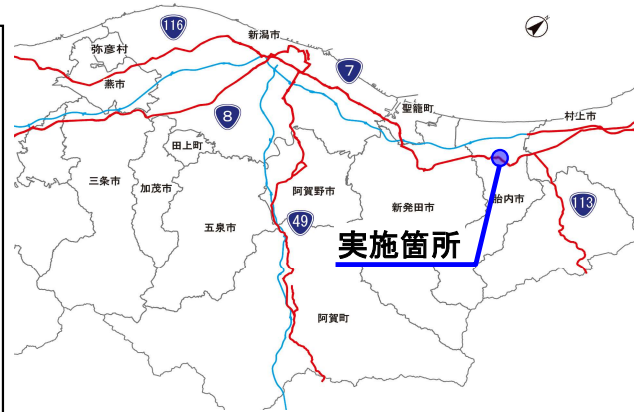 116
新潟市
弥彦村
7
燕市
聖籠町
村上市
8
田上町
三条市
加茂市
阿賀野市
新発田市
胎内市
113
五泉市
49
実施箇所
阿賀町